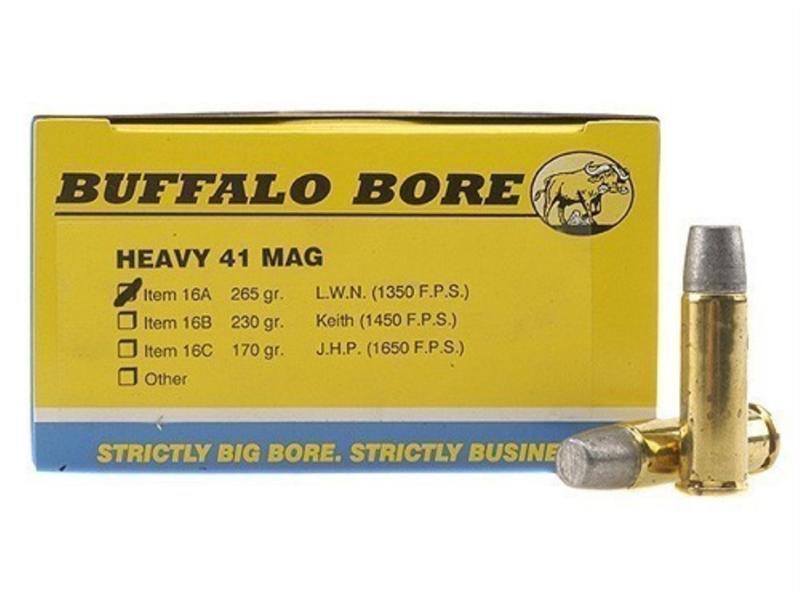 BUFFALO BORE
HEAVY 41 MAG
Item 16A 265 gr. L.W.N. (1350 F.P.S.)
Item 16B 230 gr. Keith (1450 F.P.S.)
Item 16C 170 gr. J.H.P. (1650 F.P.S.)
Other
STRICTLY BIG BORE. STRICTLY BUSINE